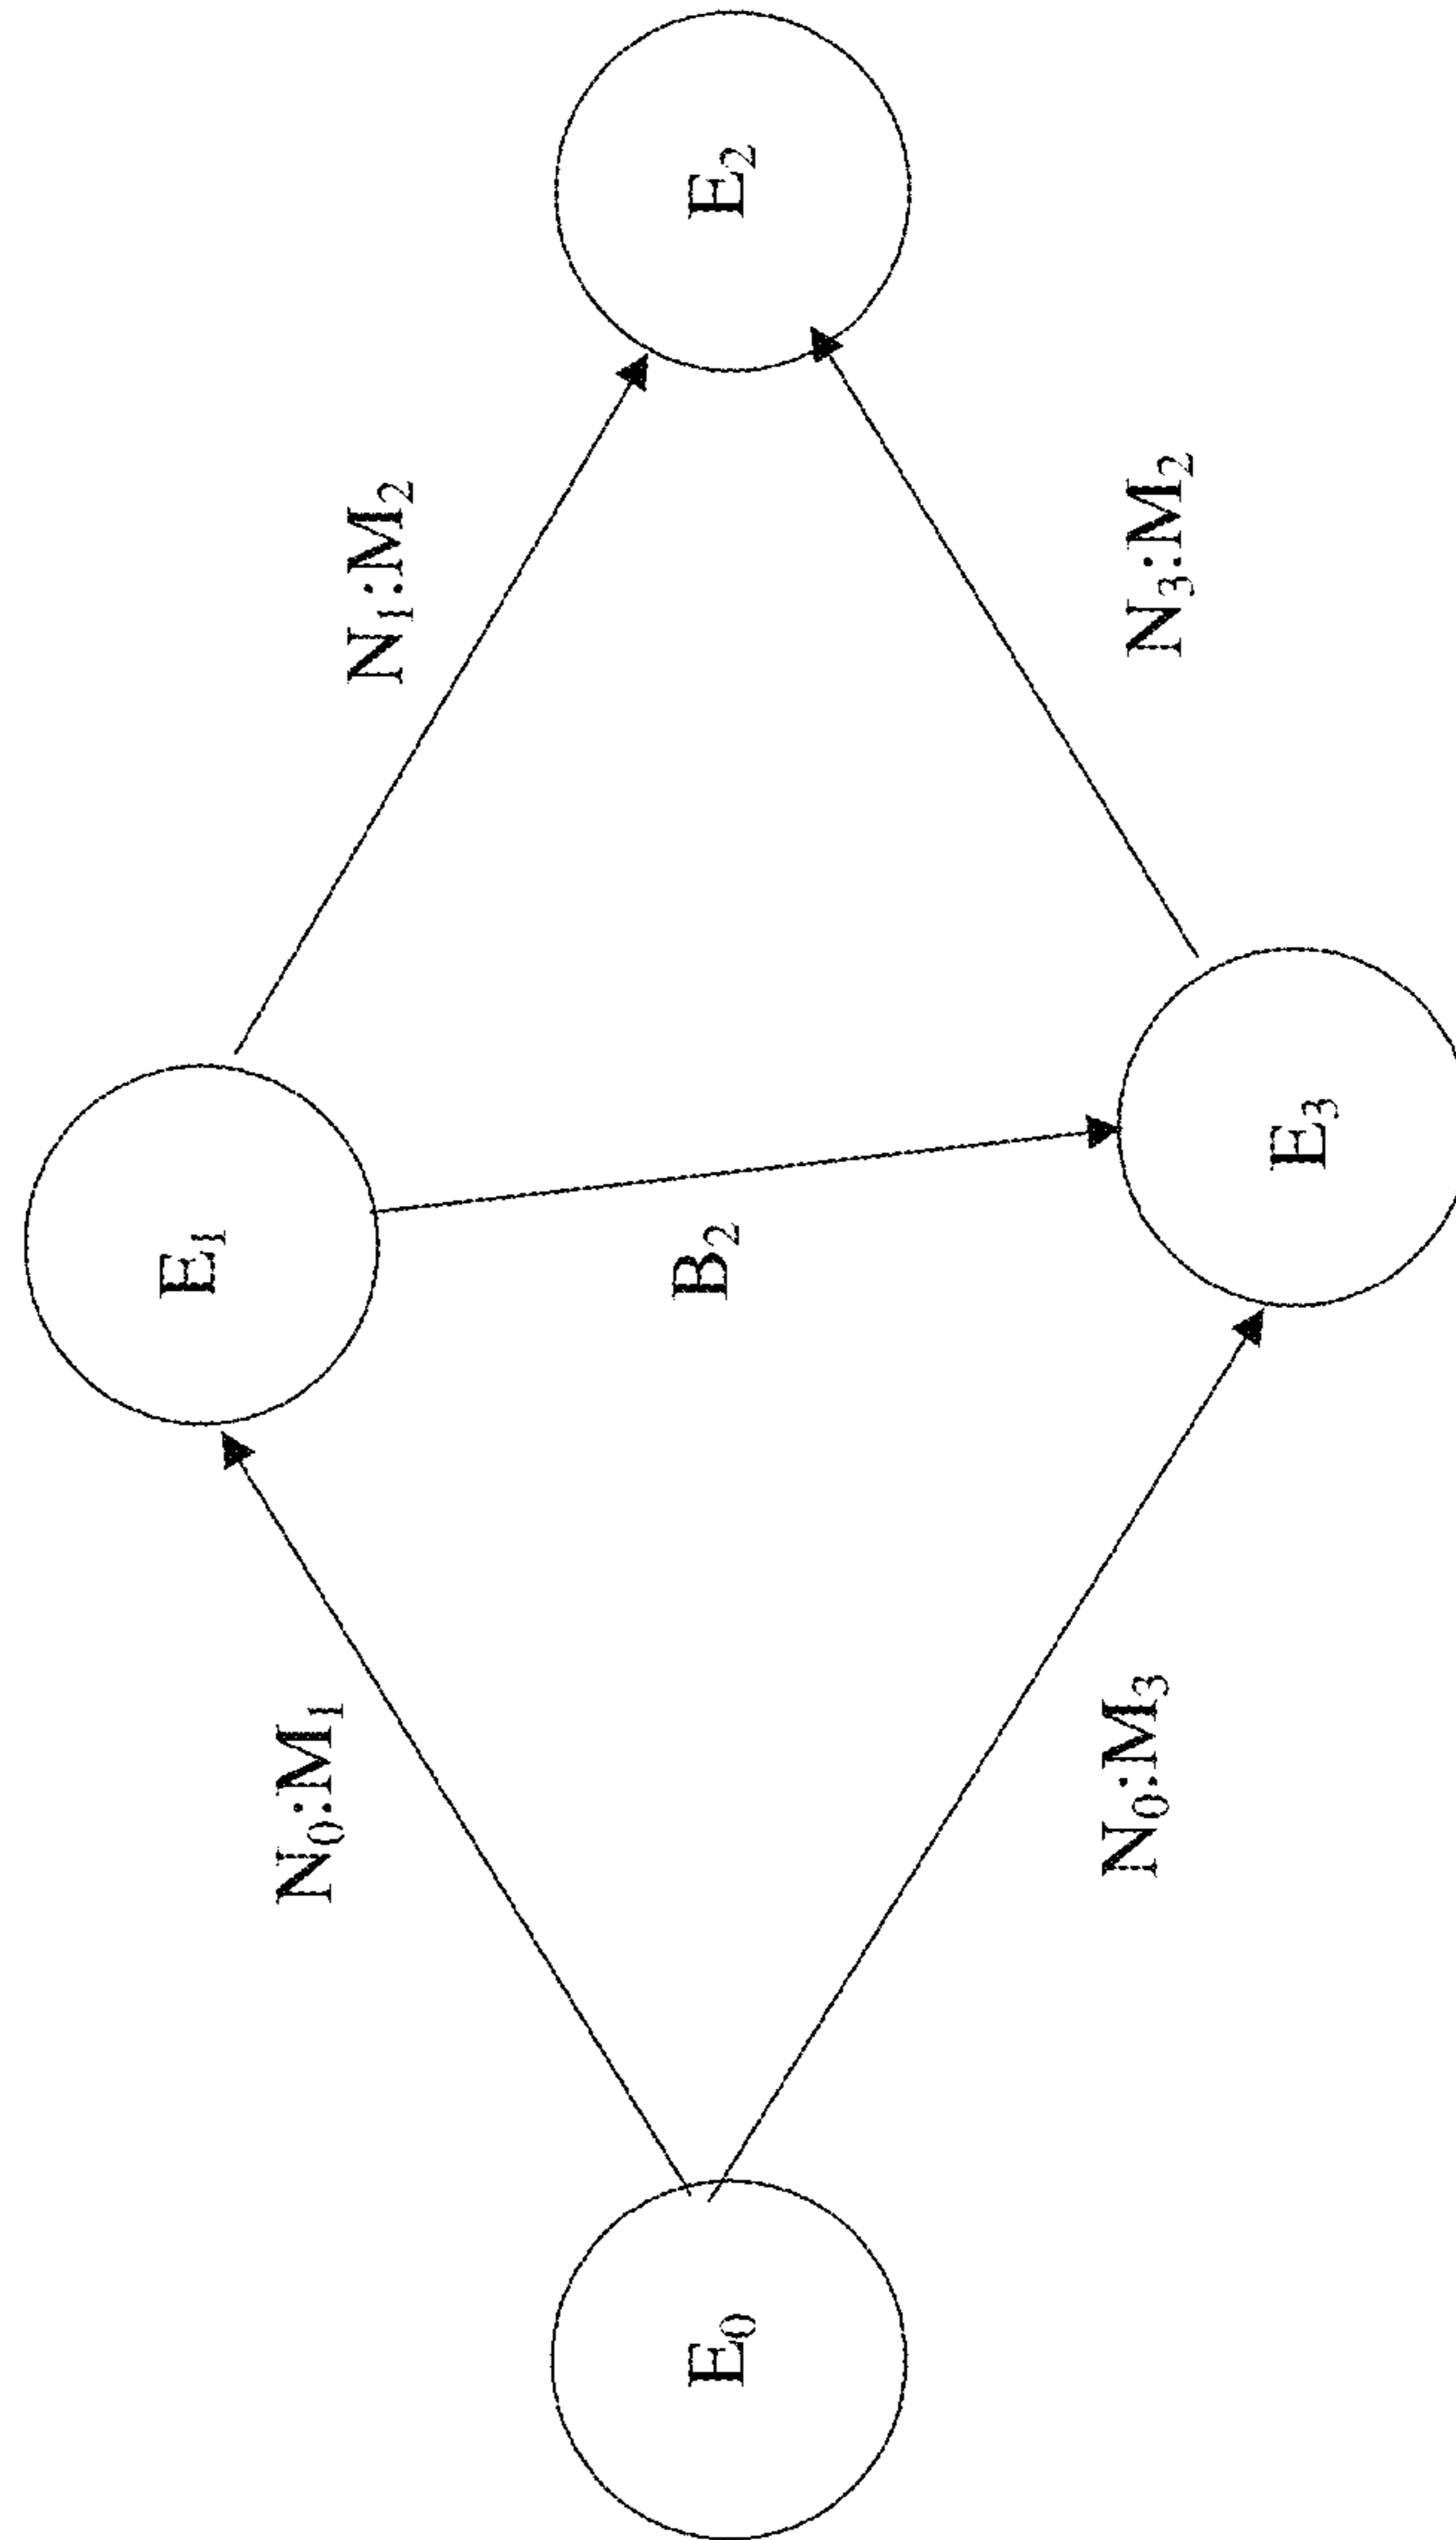 E₁
N₀:M₁
N₁:M₂
E₀
B₂
E₂
N₀:M₃
N₃:M₂
E₃